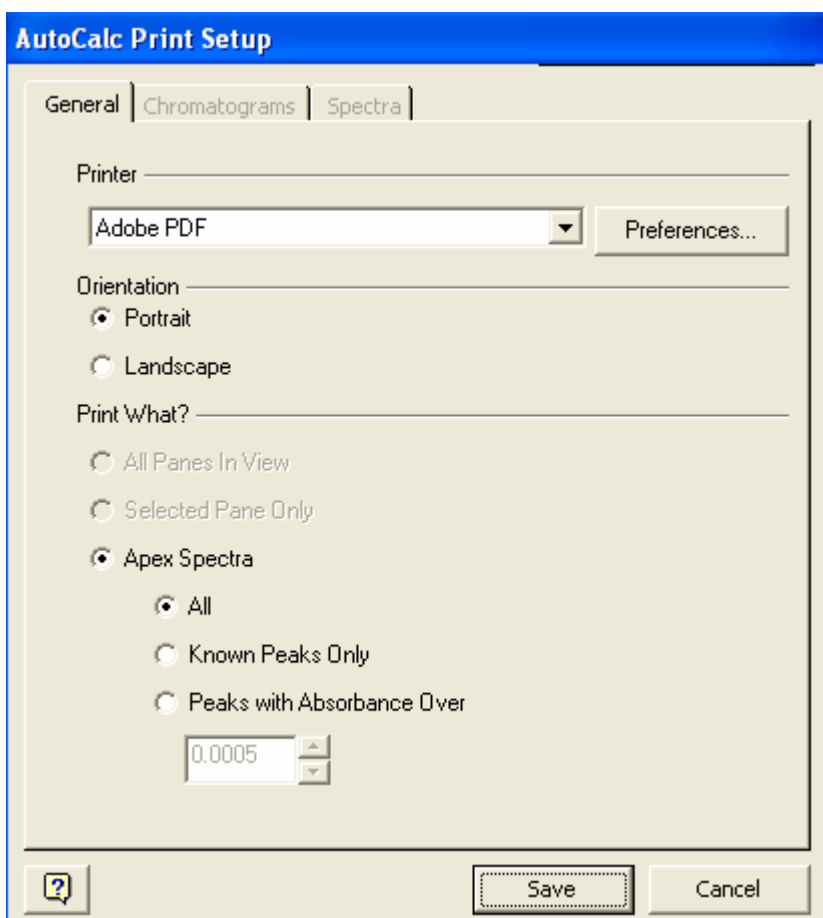 AutoCalc Print Setup
General Chromatograms Spectra
Printer
Adobe PDF Preferences...
Orientation
Portrait
Landscape
Print What?
All Panes In View
Selected Pane Only
Apex Spectra
All
Known Peaks Only
Peaks with Absorbance Over
0.0005
? Save Cancel